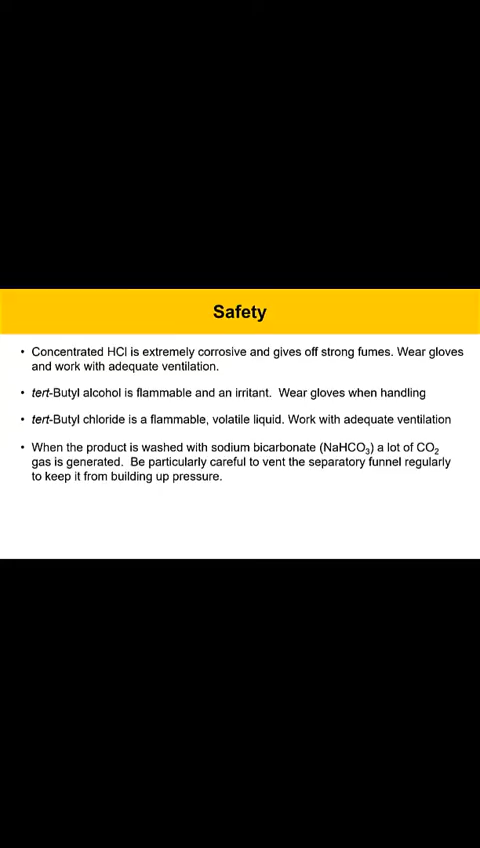 Safety
• Concentrated HCl is extremely corrosive and gives off strong fumes. Wear gloves
and work with adequate ventilation.
• tert-Butyl alcohol is flammable and an irritant.  Wear gloves when handling
• tert-Butyl chloride is a flammable, volatile liquid. Work with adequate ventilation
• When the product is washed with sodium bicarbonate (NaHCO₃) a lot of CO₂
gas is generated.  Be particularly careful to vent the separatory funnel regularly
to keep it from building up pressure.